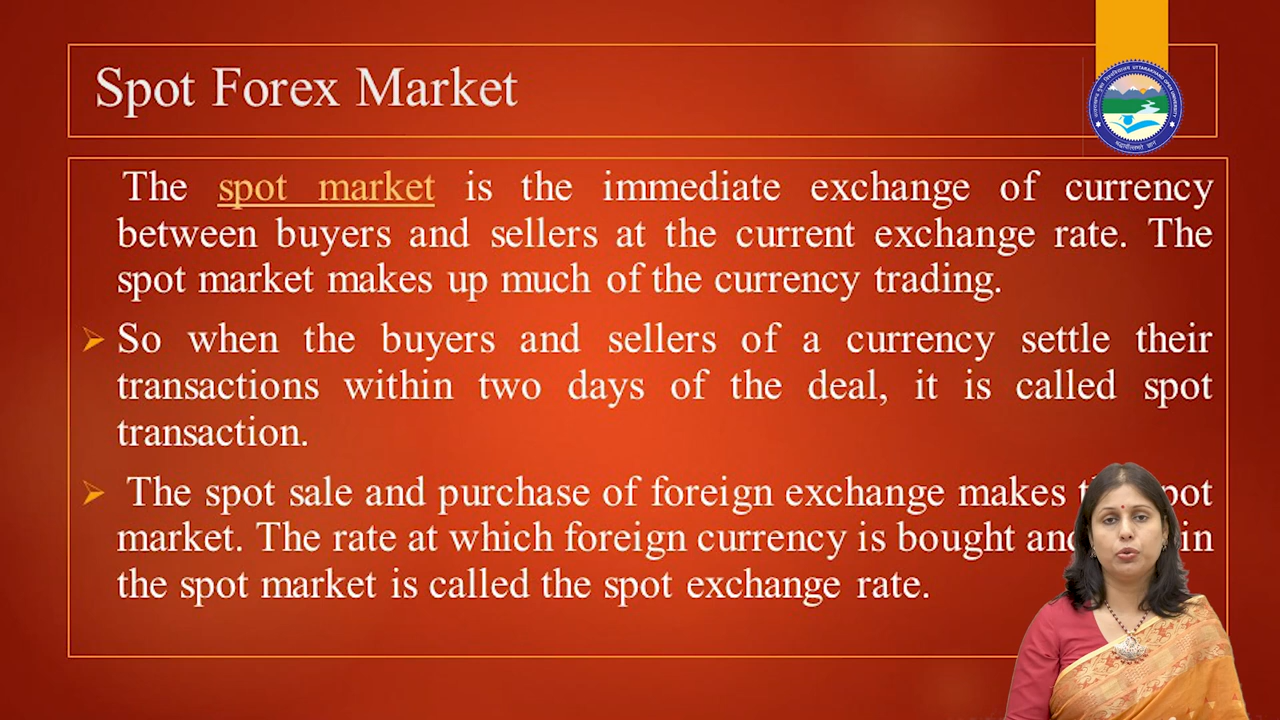 Spot Forex Market
UTTARAKHAND OPEN UNIVERSITY
The spot market is the immediate exchange of currency
between buyers and sellers at the current exchange rate. The
spot market makes up much of the currency trading.
So when the buyers and sellers of a currency settle their
transactions within two days of the deal, it is called spot
transaction.
The spot sale and purchase of foreign exchange makes
market. The rate at which foreign currency is bought in
the spot market is called the spot exchange rate.